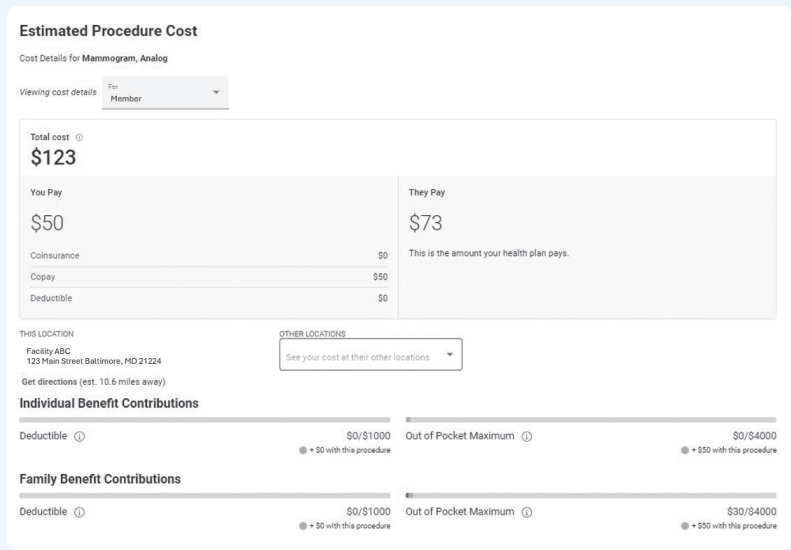 Estimated Procedure Cost
Cost Details for Mammogram, Analog
Viewing cost details
For
Member
Total cost
$123
You Pay
$50
Coinsurance $0
Copay $50
Deductible $0
They Pay
$73
This is the amount your health plan pays.
THIS LOCATION
Facility ABC
123 Main Street Baltimore, MD 21224
Get directions (est. 10.6 miles away)
OTHER LOCATIONS
See your cost at their other locations
Individual Benefit Contributions
Deductible $0/$1000
+ $0 with this procedure
Out of Pocket Maximum $0/$4000
+ $50 with this procedure
Family Benefit Contributions
Deductible $0/$1000
+ $0 with this procedure
Out of Pocket Maximum $30/$4000
+ $50 with this procedure